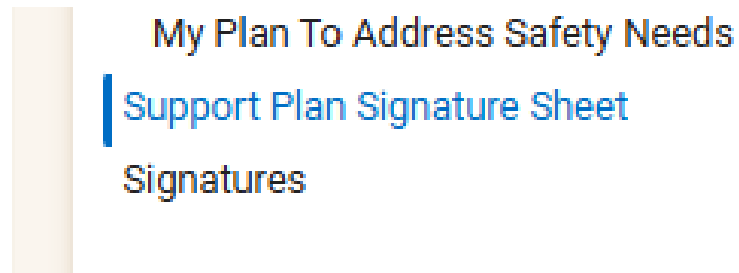 My Plan To Address Safety Needs
Support Plan Signature Sheet
Signatures